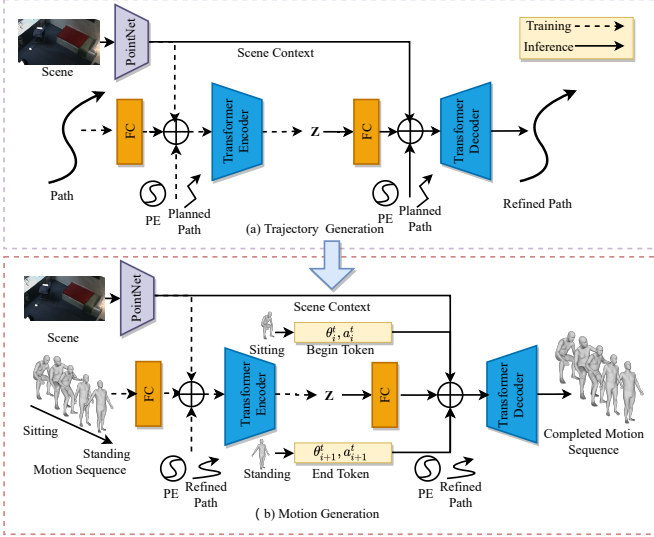 Training
Inference
PointNet
Scene Context
Scene
FC
Transformer
Encoder
z
FC
Transformer
Decoder
Path
PE
Planned
Path
PE
Planned
Path
Refined Path
(a) Trajectory Generation
PointNet
Scene Context
Scene
θ_i^t, a_i^t
Sitting
Begin Token
FC
Transformer
Encoder
z
FC
Transformer
Decoder
Sitting
Standing
Motion Sequence
θ_{i+1}^t, a_{i+1}^t
Standing
End Token
PE
Refined
Path
PE
Refined
Path
Completed Motion
Sequence
( b) Motion Generation